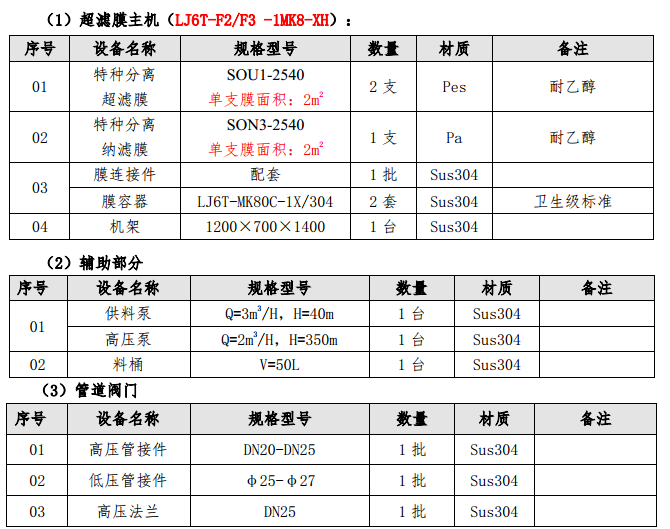 （1）超滤膜主机（LJ6T-F2/F3 -1MK8-XH）：
序号 设备名称 规格型号 数量 材质 备注
01 特种分离超滤膜 SOU1-2540 单支膜面积：2m² 2支 Pes 耐乙醇
02 特种分离纳滤膜 SON3-2540 单支膜面积：2m² 1支 Pa 耐乙醇
03 膜连接件 配套 1批 Sus304
膜容器 LJ6T-MK80C-1X/304 2套 Sus304 卫生级标准
04 机架 1200×700×1400 1台 Sus304
（2）辅助部分
序号 设备名称 规格型号 数量 材质 备注
01 供料泵 Q=3m³/H，H=40m 1台 Sus304
高压泵 Q=2m³/H，H=350m 1台 Sus304
02 料桶 V=50L 1台 Sus304
（3）管道阀门
序号 设备名称 规格型号 数量 材质 备注
01 高压管接件 DN20-DN25 1批 Sus304
02 低压管接件 φ25-φ27 1批 Sus304
03 高压法兰 DN25 1批 Sus304